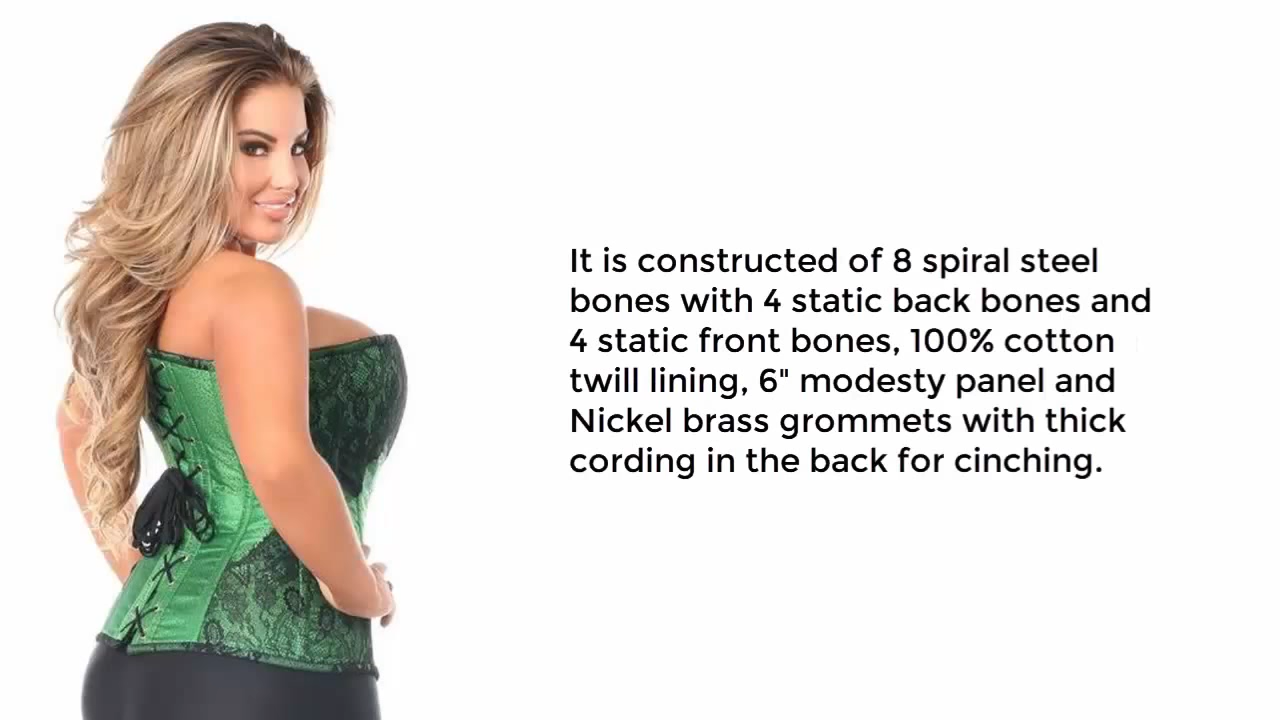 It is constructed of 8 spiral steel
bones with 4 static back bones and
4 static front bones, 100% cotton
twill lining, 6" modesty panel and
Nickel brass grommets with thick
cording in the back for cinching.